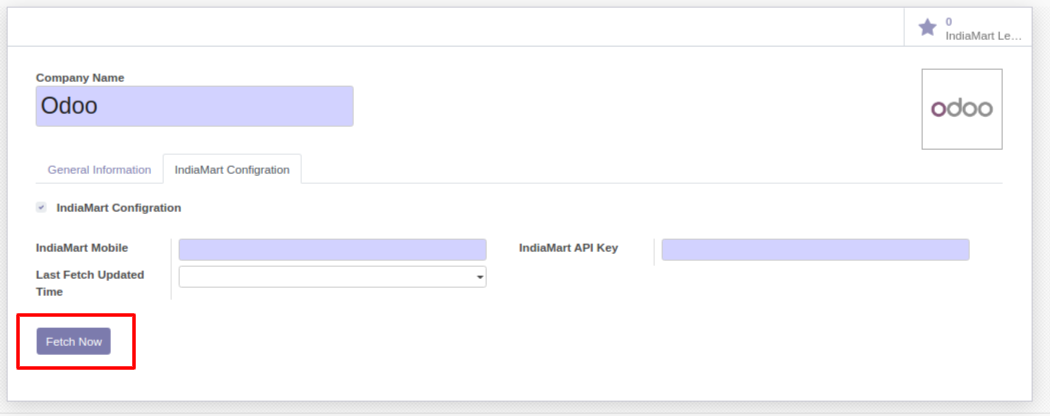 0
IndiaMart Le...
Company Name
Odoo
odoo
General Information
IndiaMart Configration
IndiaMart Configration
IndiaMart Mobile
IndiaMart API Key
Last Fetch Updated
Time
Fetch Now